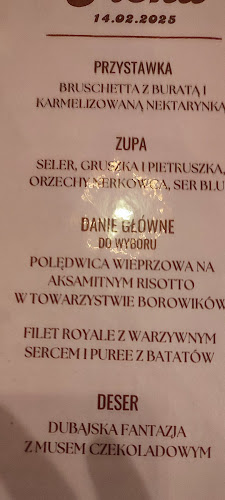 14.02.2025
PRZYSTAWKA
BRUSCHETTA Z BURATĄ I
KARMELIZOWANĄ NEKTARYNKĄ
ZUPA
SELER, GRUSZKA I PIETRUSZKA,
ORZECHY NERKOWCA, SER BLU
DANIE GŁÓWNE
DO WYBORU
POLĘDWICA WIEPRZOWA NA
AKSAMITNYM RISOTTO
W TOWARZYSTWIE BOROWIKÓW
FILET ROYALE Z WARZYWNYM
SERCEM I PUREE Z BATATÓW
DESER
DUBAJSKA FANTAZJA
Z MUSEM CZEKOLADOWYM